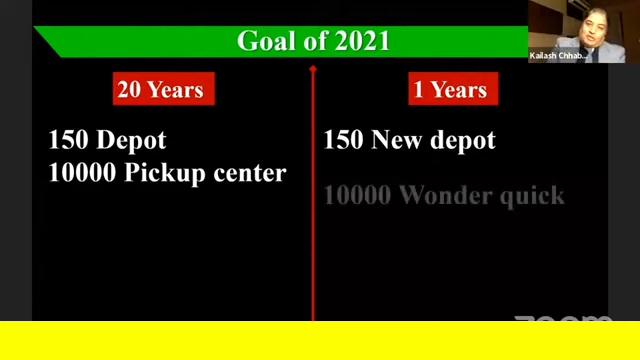 Goal of 2021
Kailash Chhab...
20 Years
1 Years
150 Depot
10000 Pickup center
150 New depot
10000 Wonder quick
zoom